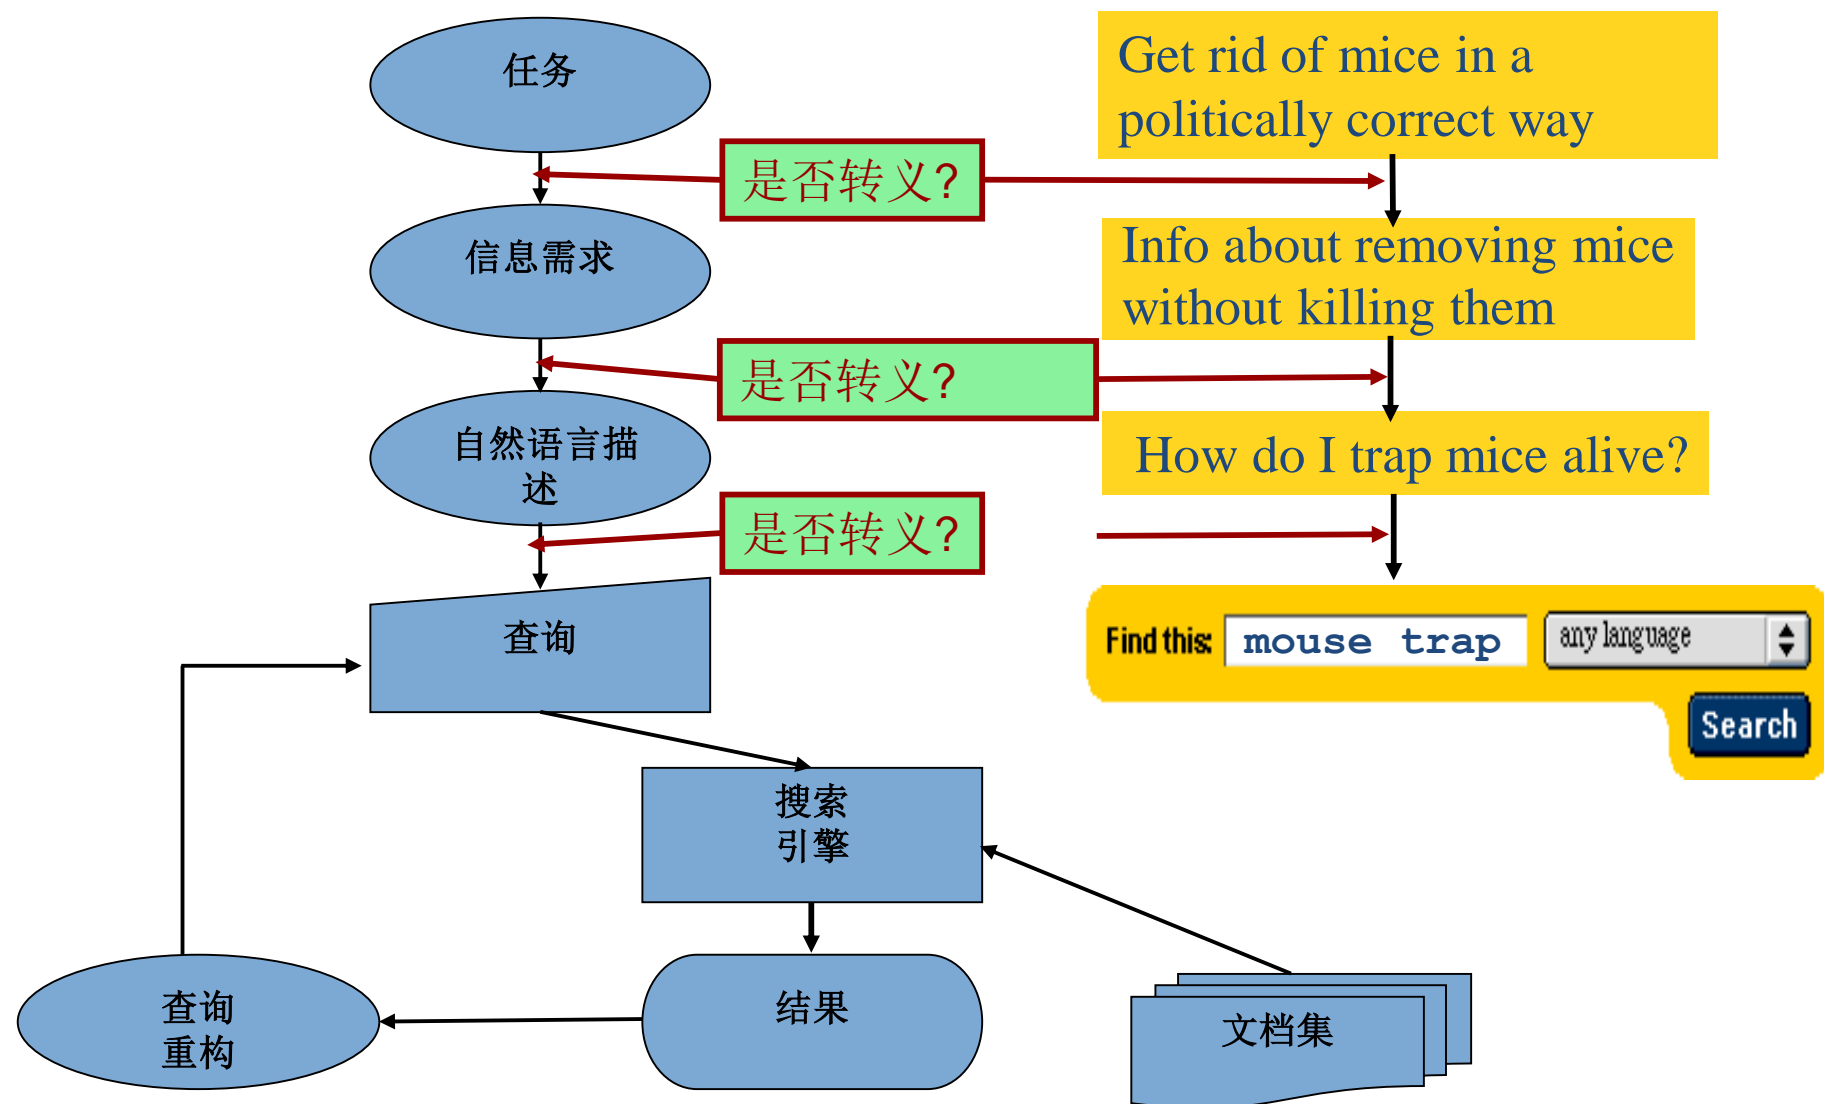 任务
Get rid of mice in a
politically correct way
是否转义?
信息需求
Info about removing mice
without killing them
是否转义?
自然语言描
述
How do I trap mice alive?
是否转义?
查询
Find this:
mouse trap
any language
Search
搜索
引擎
查询
重构
结果
文档集